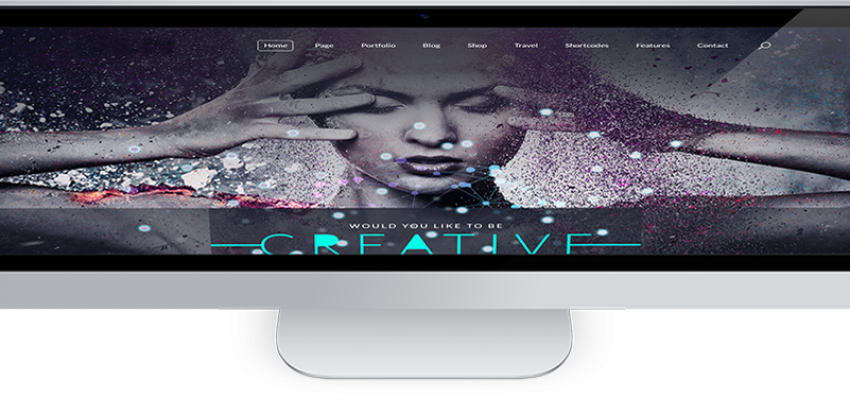 Home Page Portfolio Blog Shop Travel Shortcodes Features Contact
WOULD YOU LIKE TO BE
CREATIVE